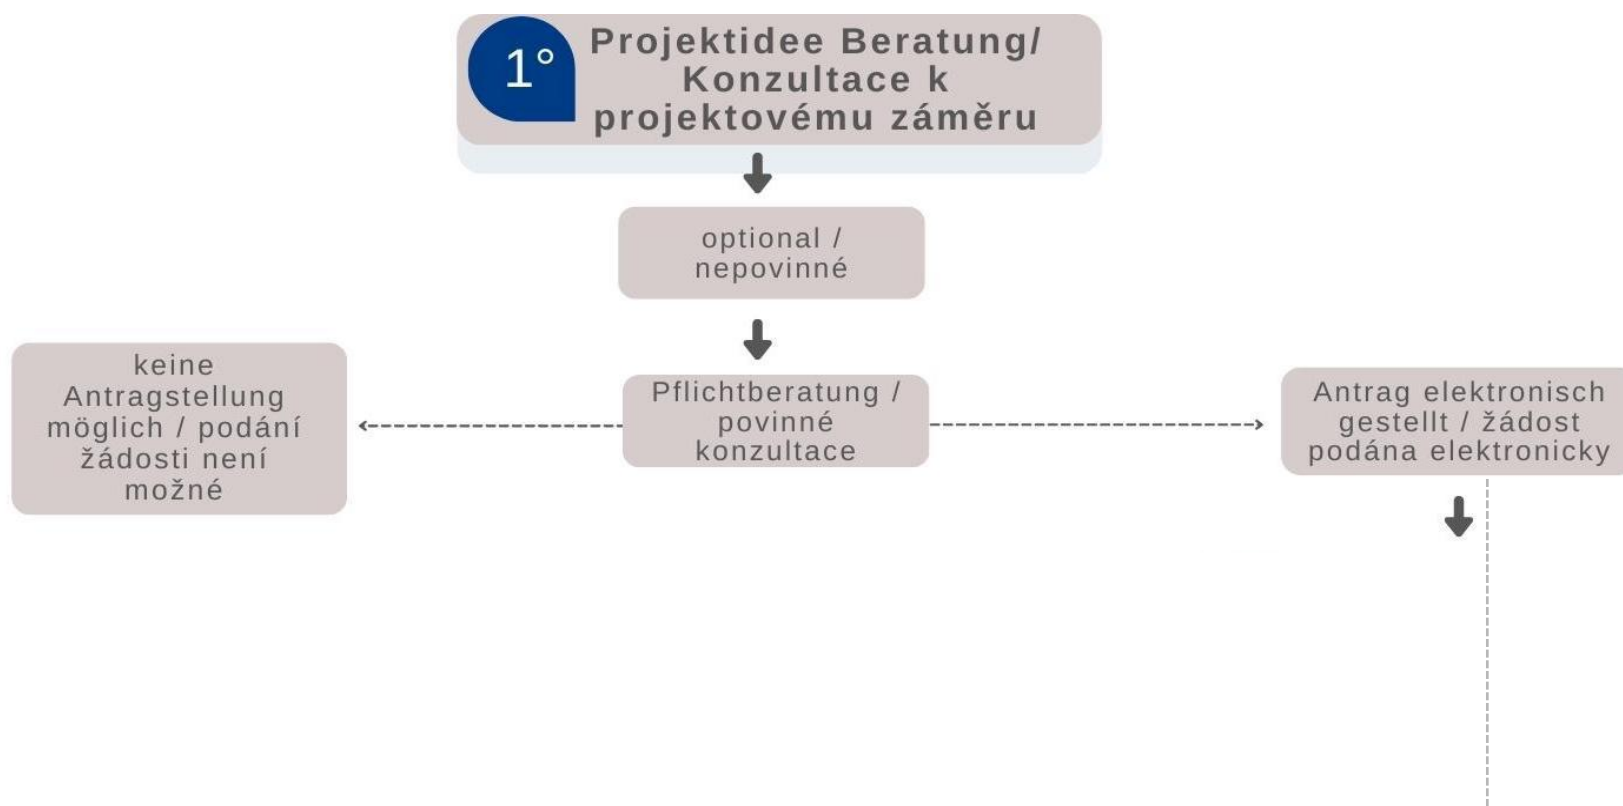 1°
Projektidee Beratung/
Konzultace k
projektovému záměru
optional /
nepovinné
keine
Antragstellung
möglich / podání
žádosti není
možné
Pflichtberatung /
povinné
konzultace
Antrag elektronisch
gestellt / žádost
podána elektronicky